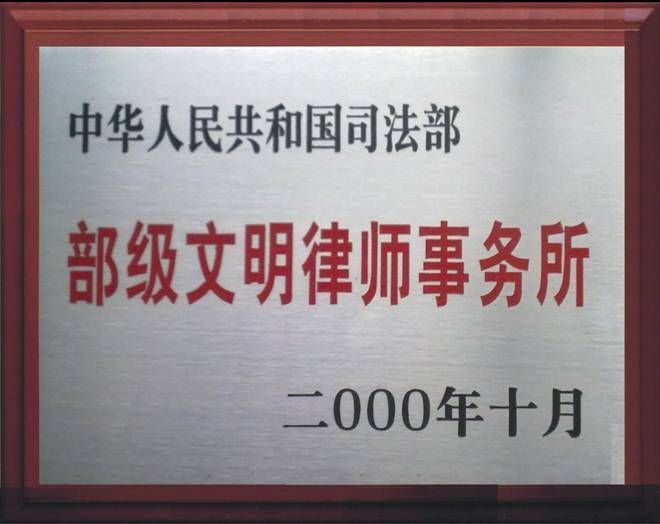 中华人民共和国司法部
部级文明律师事务所
二000年十月